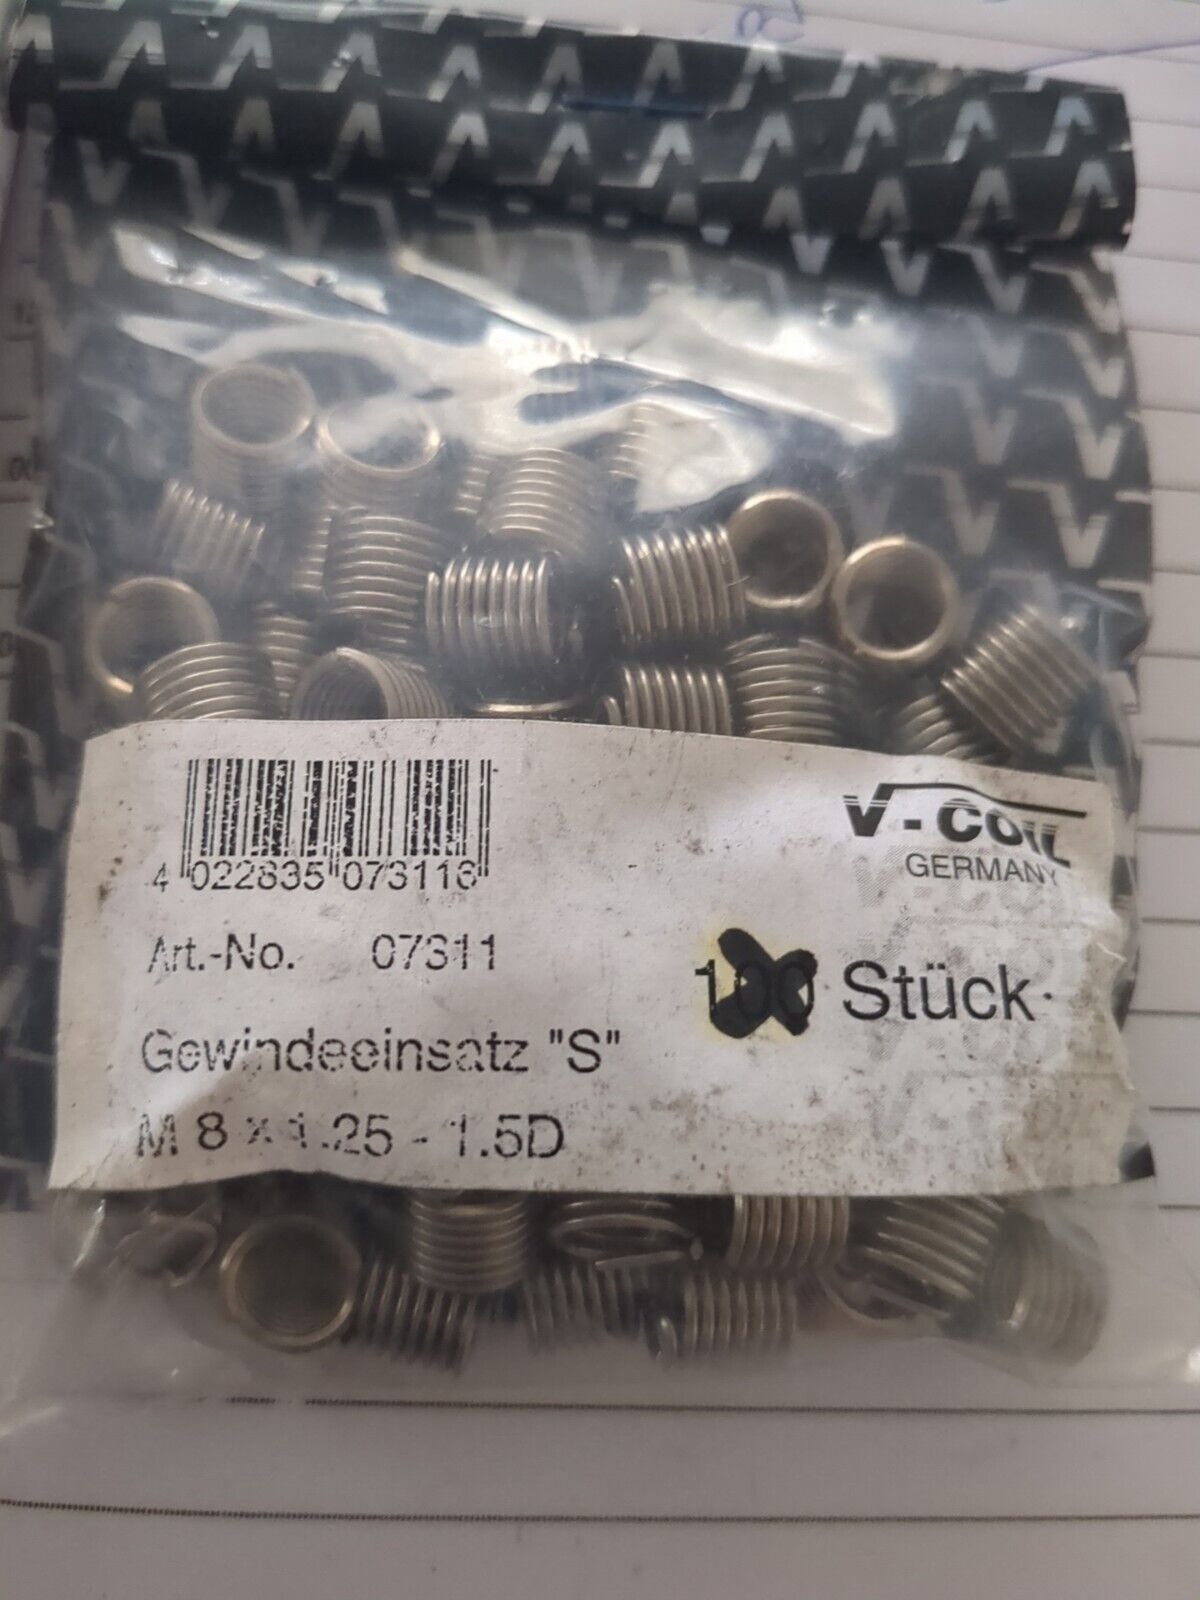 V-COIL
GERMANY
4 022835 073116
Art.-No. 07311
100 Stück
Gewindeeinsatz "S"
M 8 x 1.25 - 1.5D